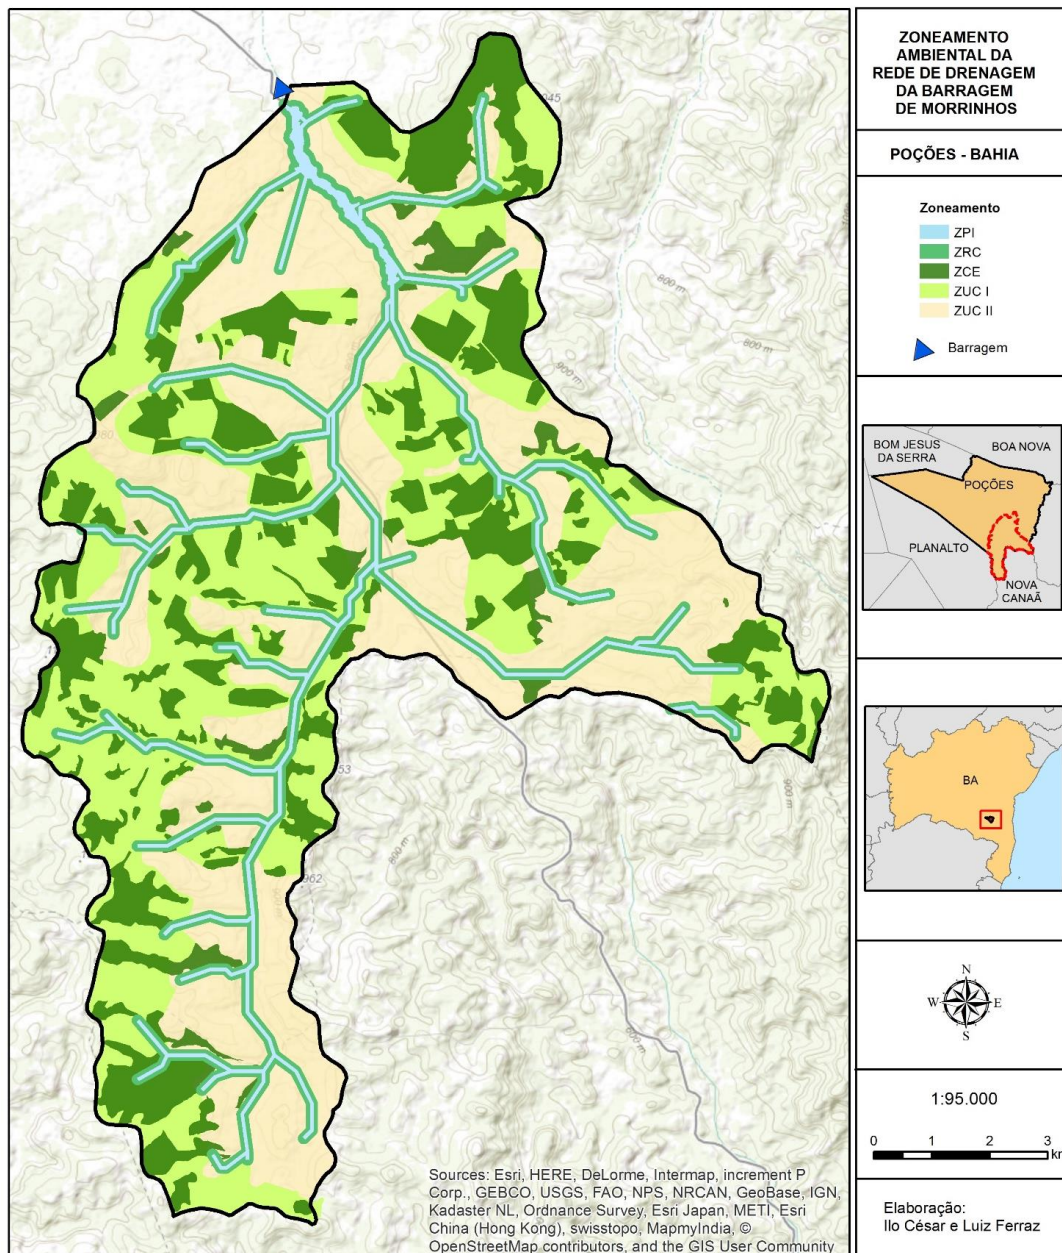 ZONEAMENTO
AMBIENTAL DA
REDE DE DRENAGEM
DA BARRAGEM
DE MORRINHOS
POÇÕES - BAHIA
Zoneamento
ZPI
ZRC
ZCE
ZUC I
ZUC II
Barragem
BOM JESUS
DA SERRA
BOA NOVA
POÇÕES
PLANALTO
NOVA
CANAÃ
BA
N
W
E
S
1:95.000
0 1 2 3
km
Elaboração:
Ilo César e Luiz Ferraz
800 m
900 m
800 m
900 m
800 m
962
600 m
Sources: Esri, HERE, DeLorme, Intermap, increment P
Corp., GEBCO, USGS, FAO, NPS, NRCAN, GeoBase, IGN,
Kadaster NL, Ordnance Survey, Esri Japan, METI, Esri
China (Hong Kong), swisstopo, MapmyIndia, ©
OpenStreetMap contributors, and the GIS User Community